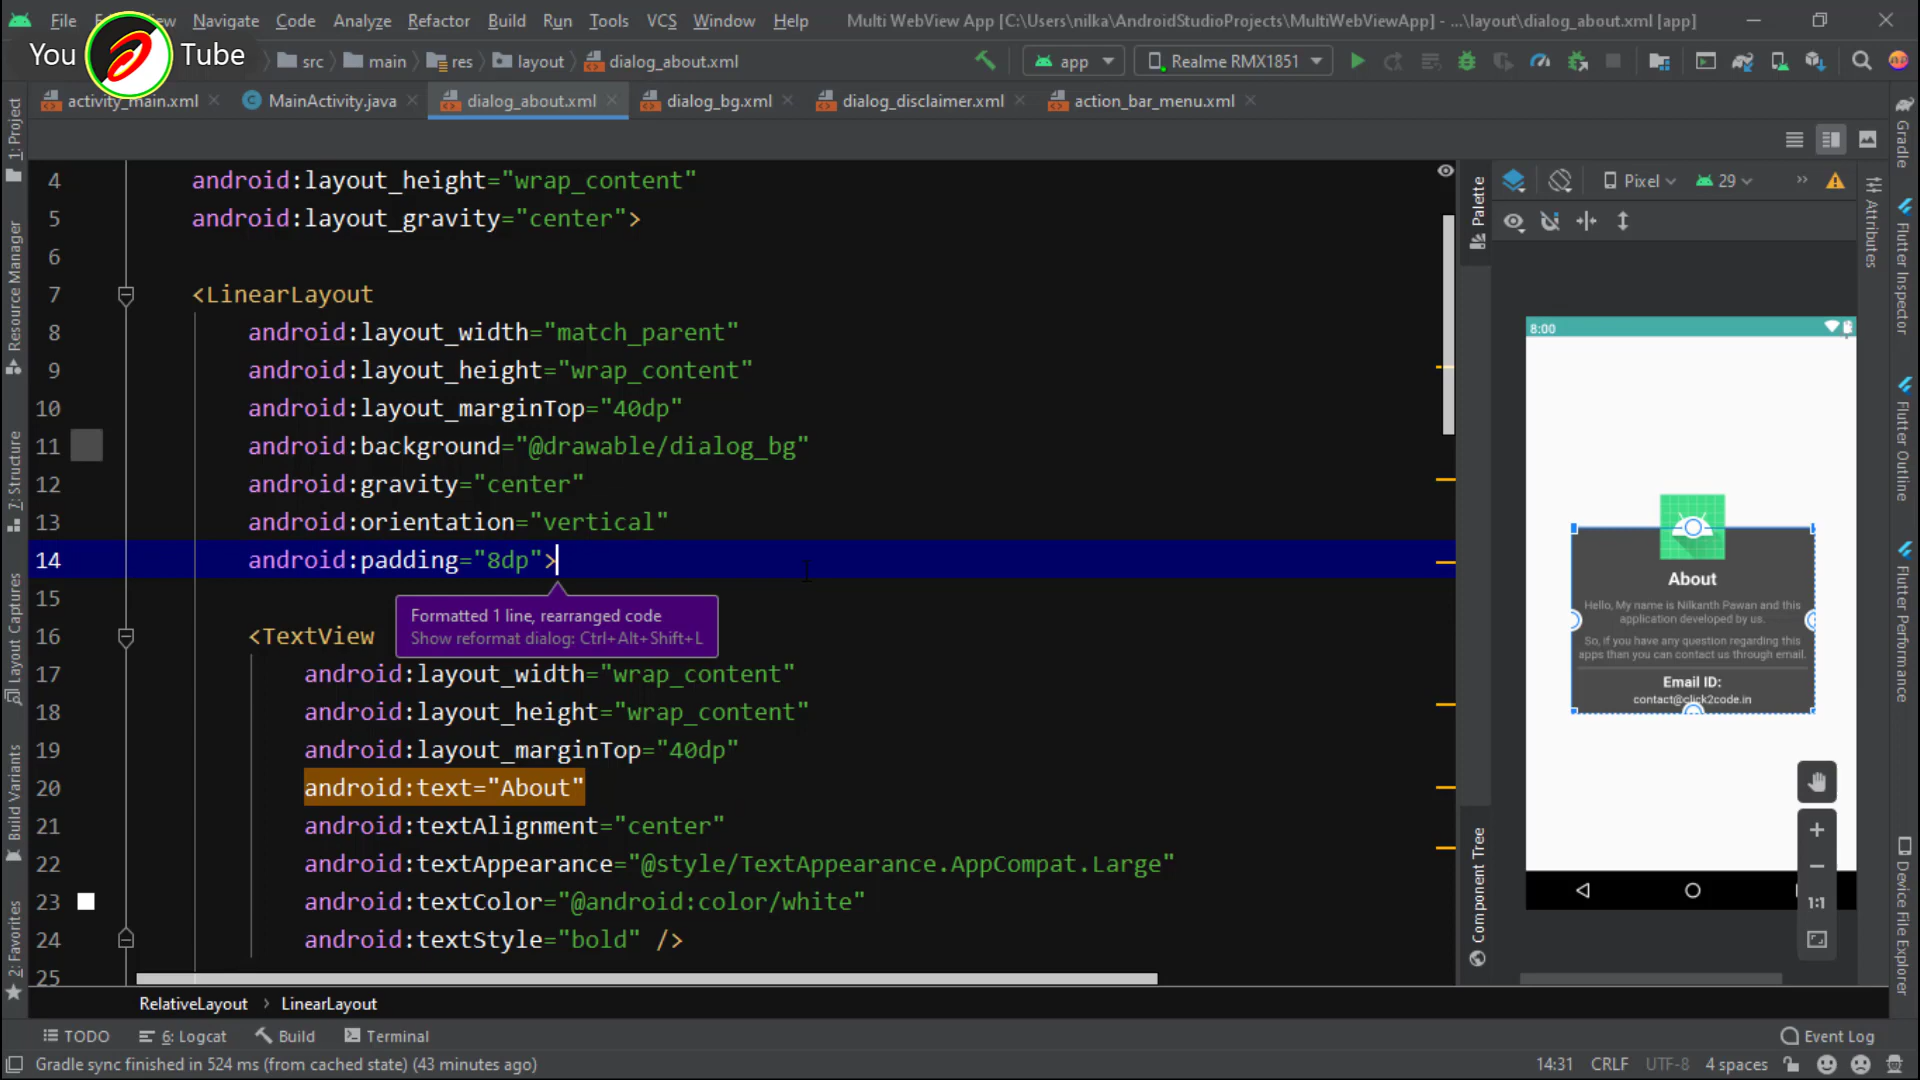 File Edit View Navigate Code Analyze Refactor Build Run Tools VCS Window Help Multi WebView App [C:\Users\nilka\AndroidStudioProjects\MultiWebViewApp] - ...\layout\dialog_about.xml [app]
You Tube
src main res layout dialog_about.xml app Realme RMX1851
activity_main.xml MainActivity.java dialog_about.xml dialog_bg.xml dialog_disclaimer.xml action_bar_menu.xml
1: Project
Resource Manager
7: Structure
Layout Captures
Build Variants
2: Favorites
4 android:layout_height="wrap_content"
5 android:layout_gravity="center">
6
7 <LinearLayout
8 android:layout_width="match_parent"
9 android:layout_height="wrap_content"
10 android:layout_marginTop="40dp"
11 android:background="@drawable/dialog_bg"
12 android:gravity="center"
13 android:orientation="vertical"
14 android:padding="8dp">
15
Formatted 1 line, rearranged code
Show reformat dialog: Ctrl+Alt+Shift+L
16 <TextView
17 android:layout_width="wrap_content"
18 android:layout_height="wrap_content"
19 android:layout_marginTop="40dp"
20 android:text="About"
21 android:textAlignment="center"
22 android:textAppearance="@style/TextAppearance.AppCompat.Large"
23 android:textColor="@android:color/white"
24 android:textStyle="bold" />
25
Palette
Component Tree
Pixel 29
8:00
About
Hello, My name is Nilkanth Pawan and this
application developed by us.
So, if you have any question regarding this
apps than you can contact us through email.
Email ID:
contact@click2code.in
1:1
Attributes
Gradle
Flutter Inspector
Flutter Outline
Flutter Performance
Device File Explorer
RelativeLayout > LinearLayout
TODO 6: Logcat Build Terminal Event Log
Gradle sync finished in 524 ms (from cached state) (43 minutes ago) 14:31 CRLF UTF-8 4 spaces